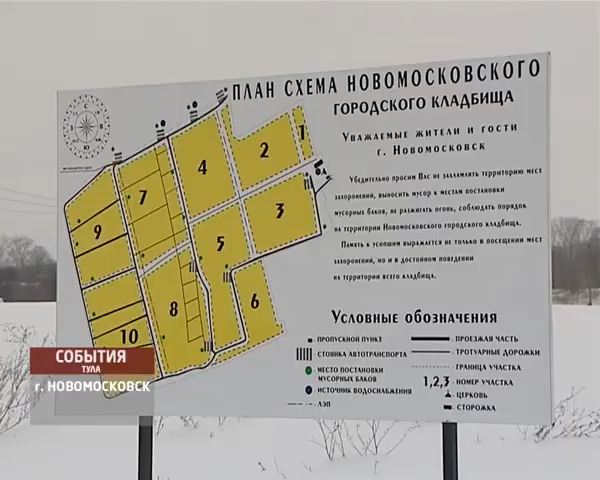 ПЛАН СХЕМА НОВОМОСКОВСКОГО
ГОРОДСКОГО КЛАДБИЩА
Уважаемые жители и гости
г. Новомосковск
Убедительно просим Вас не захламлять территорию мест
захоронений, выносить мусор к местам постановки
мусорных баков, не разжигать огонь, соблюдать порядок
на территории Новомосковского городского кладбища.
Память к усопшим выражается не только в посещении мест
захоронений, но и в достойном поведении
на территории всего кладбища.
1
2
3
4
5
6
7
8
9
10
Условные обозначения
ПРОПУСКНОЙ ПУНКТ
СТОЯНКА АВТОТРАНСПОРТА
МЕСТО ПОСТАНОВКИ
МУСОРНЫХ БАКОВ
ИСТОЧНИК ВОДОСНАБЖЕНИЯ
ЛЭП
ПРОЕЗЖАЯ ЧАСТЬ
ТРОТУАРНЫЕ ДОРОЖКИ
ГРАНИЦА УЧАСТКА
1,2,3 НОМЕР УЧАСТКА
ЦЕРКОВЬ
СТОРОЖКА
СОБЫТИЯ
ТУЛА
г. НОВОМОСКОВСК